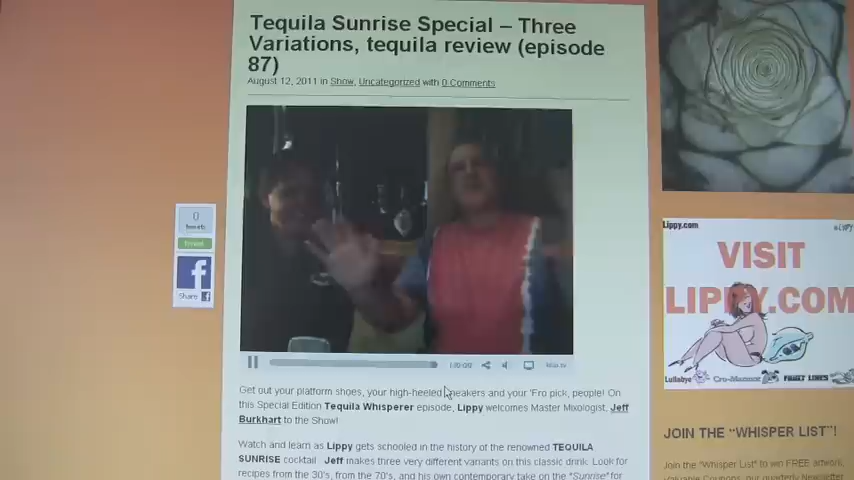 Tequila Sunrise Special – Three
Variations, tequila review (episode
87)
August 12, 2011 in Show, Uncategorized with 0 Comments
0
tweets
Share
Get out your platform shoes, your high-heeled sneakers and your 'Fro pick, people! On
this Special Edition Tequila Whisperer episode, Lippy welcomes Master Mixologist, Jeff
Burkhart to the Show!
Watch and learn as Lippy gets schooled in the history of the renowned TEQUILA
SUNRISE cocktail. Jeff makes three very different variants on this classic drink. Look for
recipes from the 30's, from the 70's, and his own contemporary take on the "Sunrise" for
Lippy.com
VISIT
LIPPY.COM
JOIN THE "WHISPER LIST"!
Join the "Whisper List" to win FREE artwork,
Valuable Coupons, our quarterly Newsletter